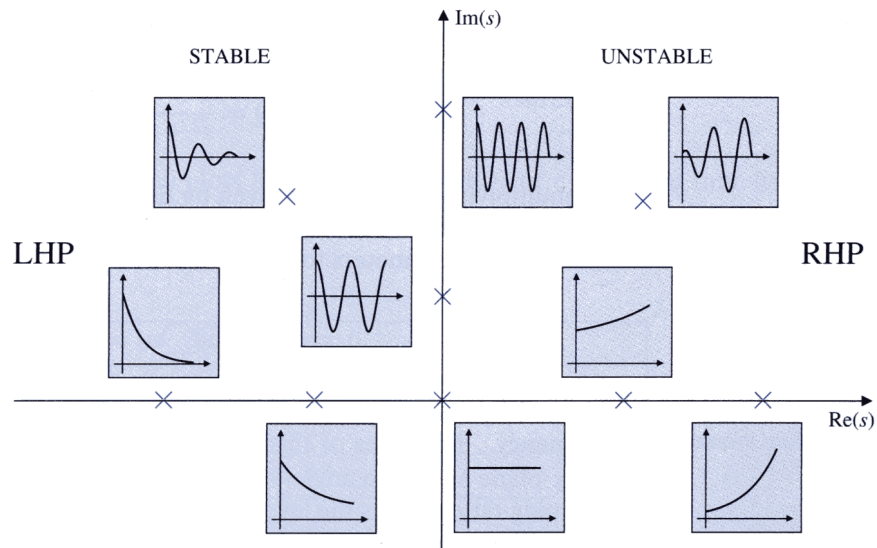 Im(s)
STABLE
UNSTABLE
LHP
RHP
Re(s)